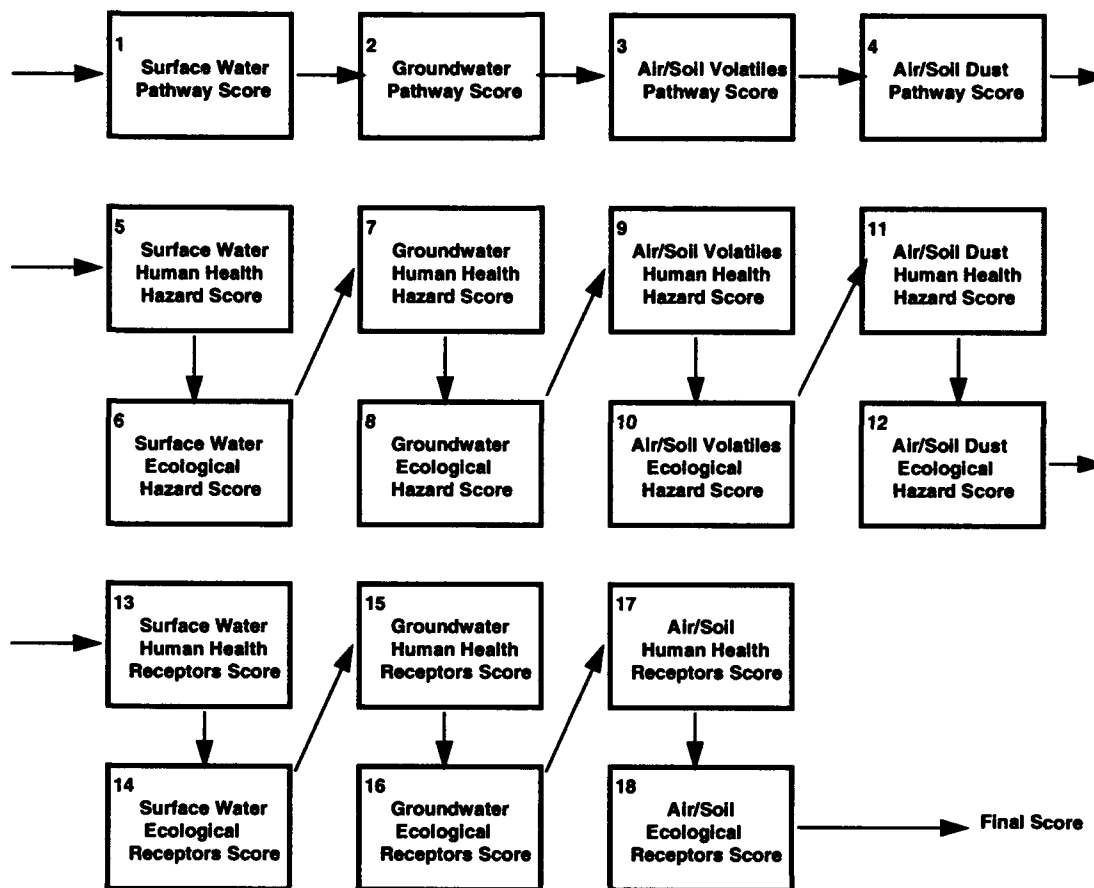 1
Surface Water
Pathway Score
2
Groundwater
Pathway Score
3
Air/Soil Volatiles
Pathway Score
4
Air/Soil Dust
Pathway Score
5
Surface Water
Human Health
Hazard Score
7
Groundwater
Human Health
Hazard Score
9
Air/Soil Volatiles
Human Health
Hazard Score
11
Air/Soil Dust
Human Health
Hazard Score
6
Surface Water
Ecological
Hazard Score
8
Groundwater
Ecological
Hazard Score
10
Air/Soil Volatiles
Ecological
Hazard Score
12
Air/Soil Dust
Ecological
Hazard Score
13
Surface Water
Human Health
Receptors Score
15
Groundwater
Human Health
Receptors Score
17
Air/Soil
Human Health
Receptors Score
14
Surface Water
Ecological
Receptors Score
16
Groundwater
Ecological
Receptors Score
18
Air/Soil
Ecological
Receptors Score
Final Score